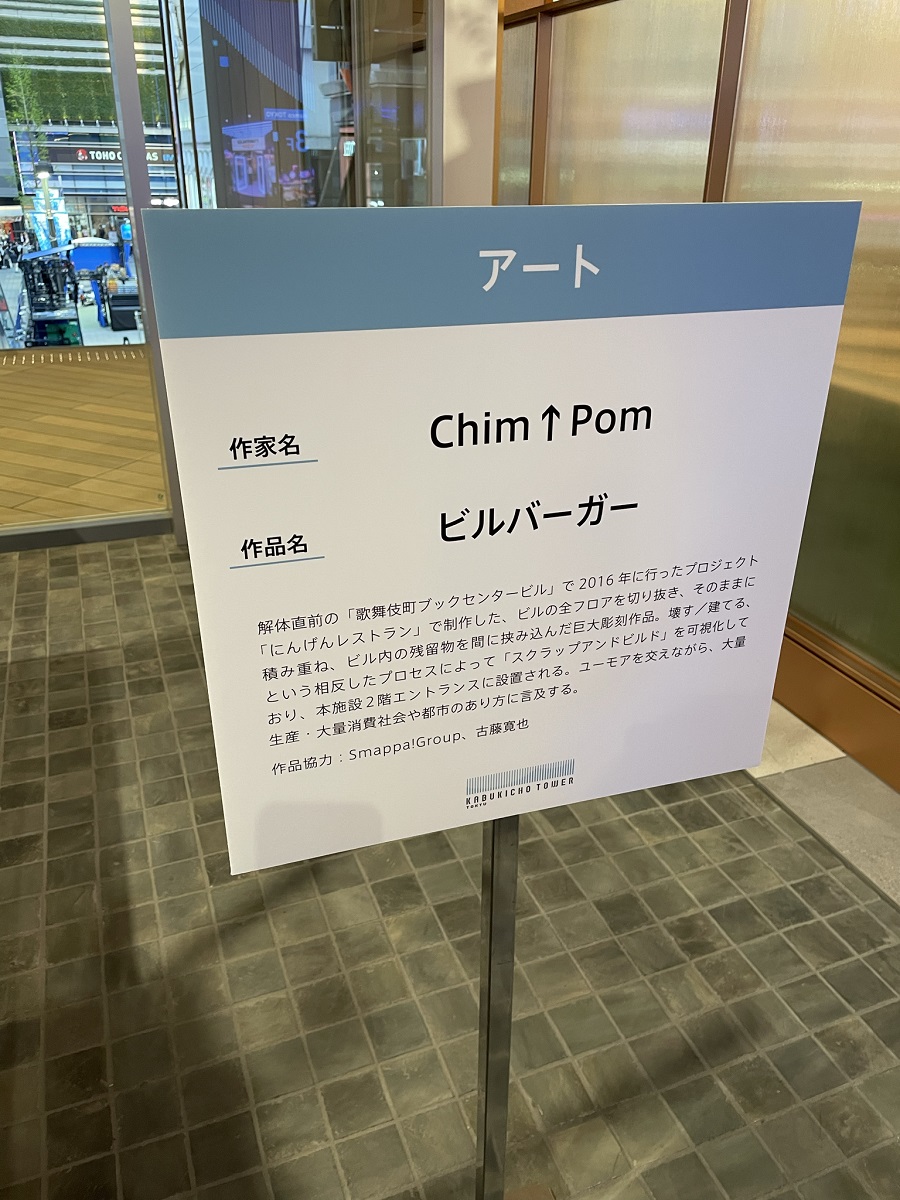 TOHO
アート
作家名
Chim↑Pom
作品名
ビルバーガー
解体直前の「歌舞伎町ブックセンタービル」で 2016 年に行ったプロジェクト
「にんげんレストラン」で制作した、ビルの全フロアを切り抜き、そのままに
積み重ね、ビル内の残留物を間に挟み込んだ巨大彫刻作品。壊す／建てる、
という相反したプロセスによって「スクラップアンドビルド」を可視化して
おり、本施設２階エントランスに設置される。ユーモアを交えながら、大量
生産・大量消費社会や都市のあり方に言及する。
作品協力：Smappa!Group、古藤寛也
KABUKICHO TOWER
TOKYU